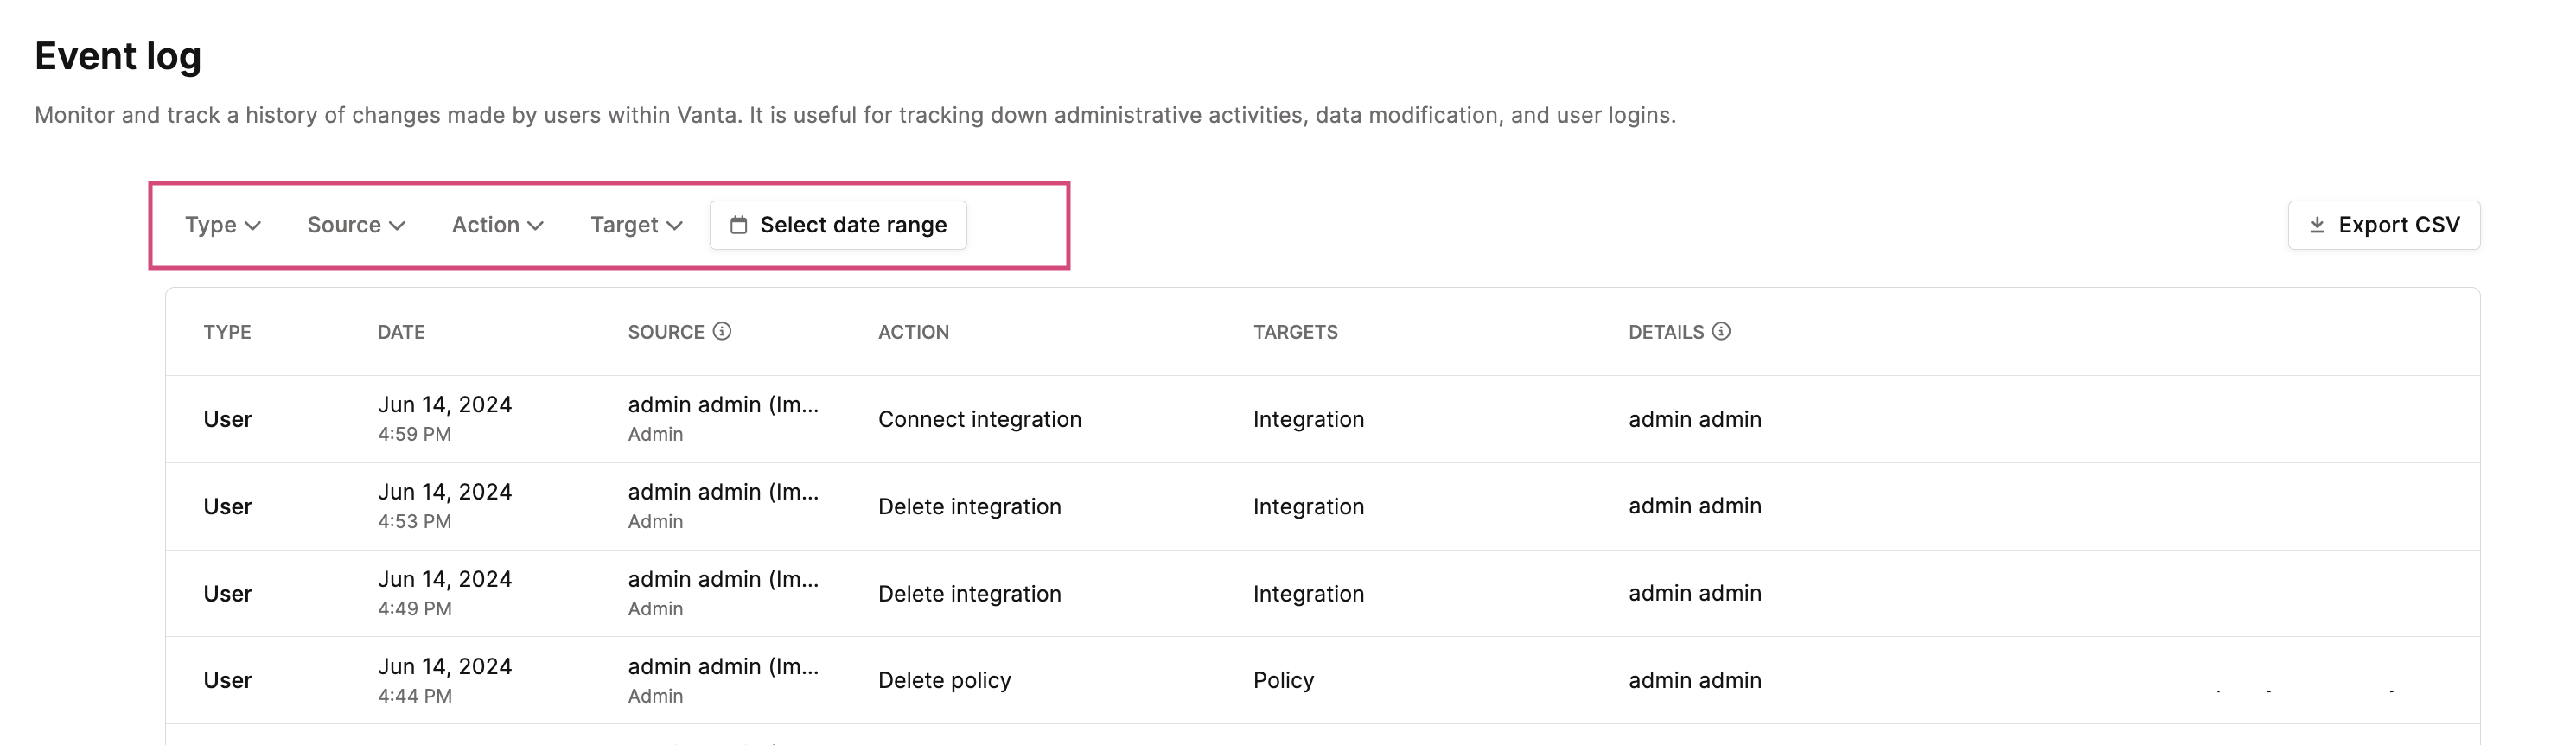 Event log
Monitor and track a history of changes made by users within Vanta. It is useful for tracking down administrative activities, data modification, and user logins.
Type Source Action Target Select date range Export CSV
TYPE DATE SOURCE ACTION TARGETS DETAILS
User Jun 14, 2024 4:59 PM admin admin (Im... Admin Connect integration Integration admin admin
User Jun 14, 2024 4:53 PM admin admin (Im... Admin Delete integration Integration admin admin
User Jun 14, 2024 4:49 PM admin admin (Im... Admin Delete integration Integration admin admin
User Jun 14, 2024 4:44 PM admin admin (Im... Admin Delete policy Policy admin admin